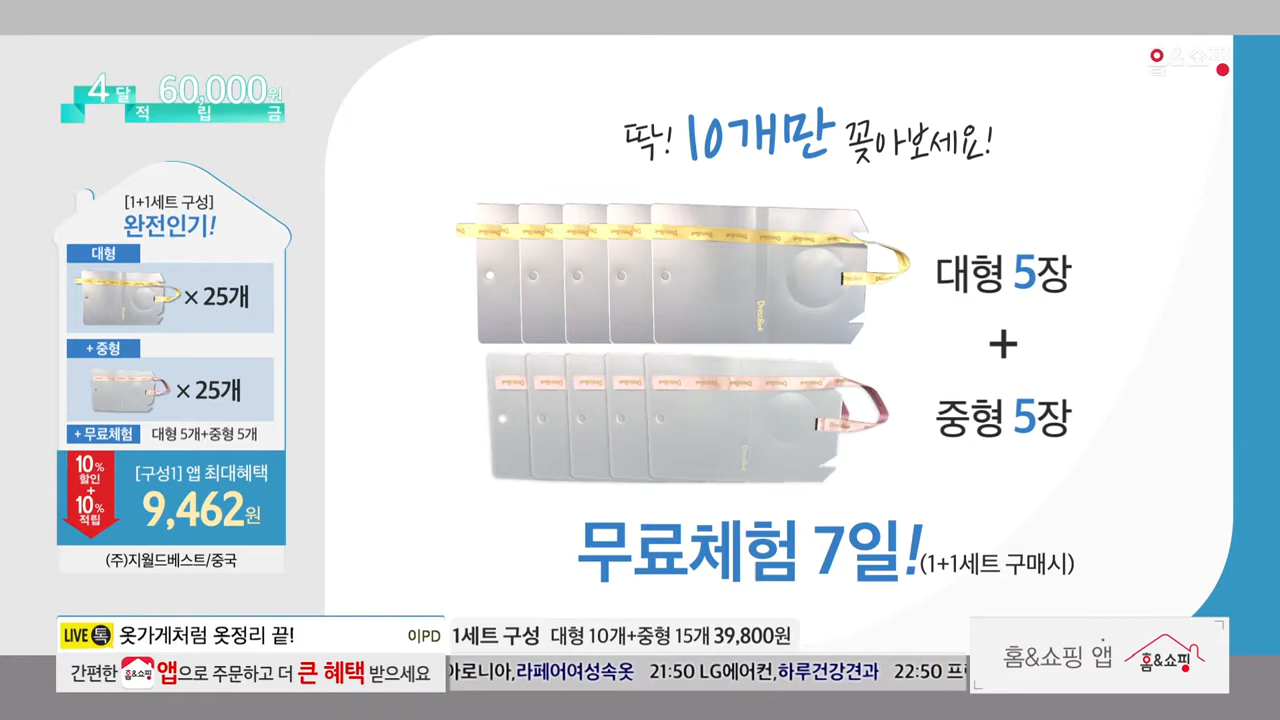 4달 60,000원
적립금
홈&쇼핑
[1+1세트 구성]
완전인기!
대형
× 25개
+ 중형
× 25개
+ 무료체험 대형 5개+중형 5개
10%
할인
+
10%
적립
[구성1] 앱 최대혜택
9,462원
(주)지월드베스트/중국
딱! 10개만 꽂아보세요!
대형 5장
+
중형 5장
무료체험 7일! (1+1세트 구매시)
LIVE 톡 옷가게처럼 옷정리 끝! 이PD
1세트 구성 대형 10개+중형 15개 39,800원
간편한 홈&쇼핑 앱으로 주문하고 더 큰 혜택 받으세요
아로니아,라페어여성속옷 21:50 LG에어컨,하루건강견과 22:50
홈&쇼핑 앱 홈&쇼핑